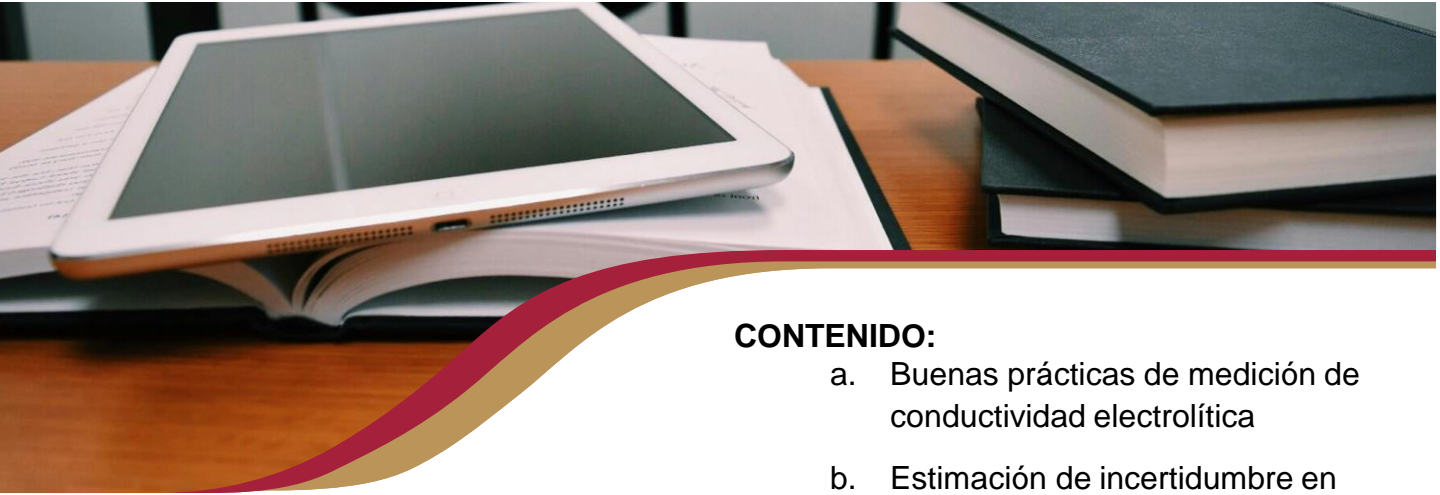 CONTENIDO:
a. Buenas prácticas de medición de
conductividad electrolítica
b. Estimación de incertidumbre en